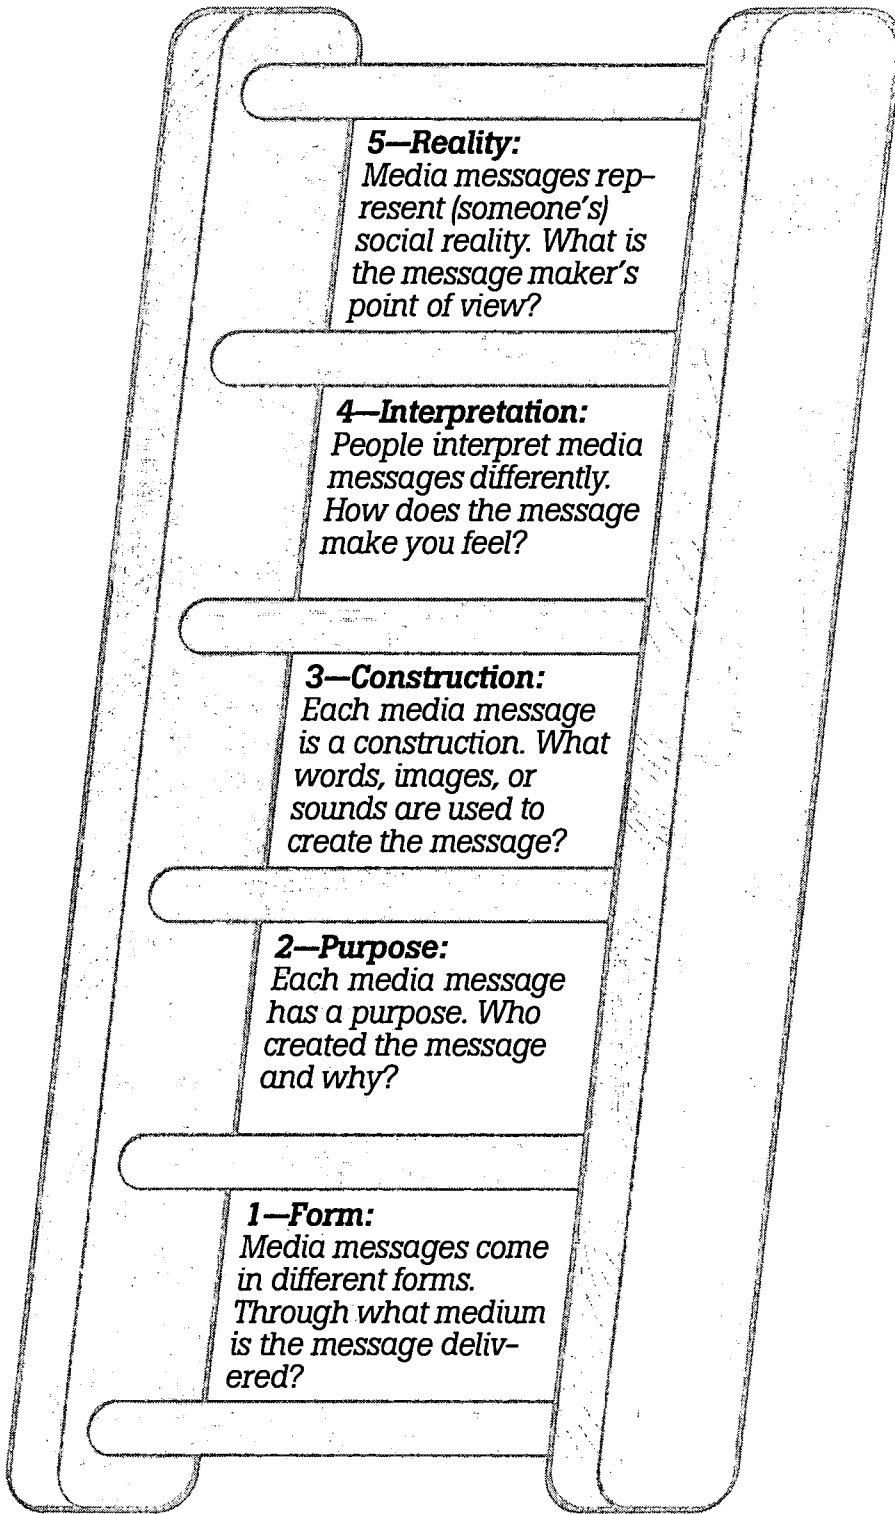 5—Reality:
Media messages rep-
resent (someone's)
social reality. What is
the message maker's
point of view?
4—Interpretation:
People interpret media
messages differently.
How does the message
make you feel?
3—Construction:
Each media message
is a construction. What
words, images, or
sounds are used to
create the message?
2—Purpose:
Each media message
has a purpose. Who
created the message
and why?
1—Form:
Media messages come
in different forms.
Through what medium
is the message deliv-
ered?